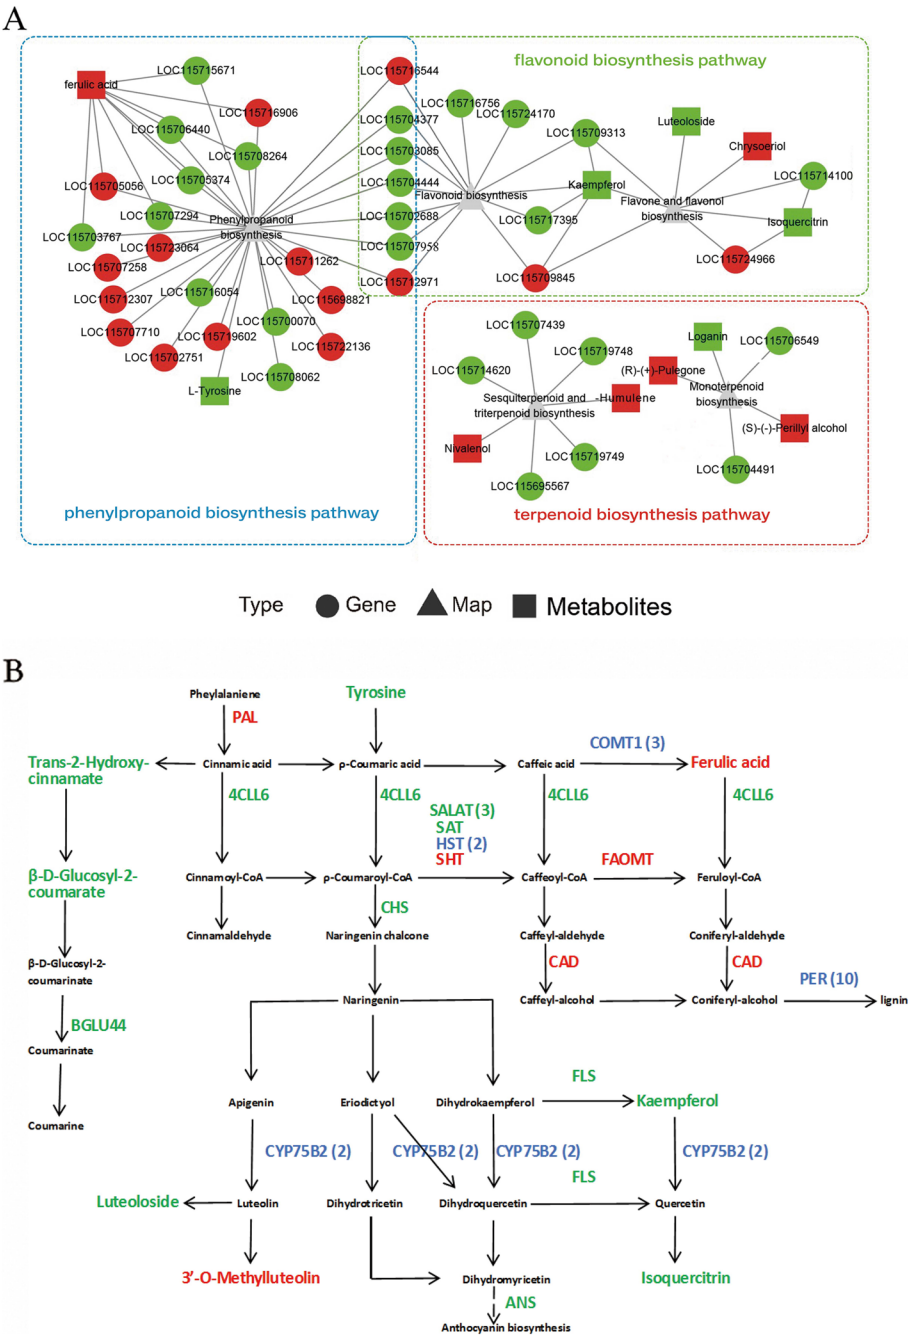 A
flavonoid biosynthesis pathway
LOC115715671
LOC115716544
ferulic acid
LOC115716756
LOC115724170
LOC115716906
LOC115704377
LOC115706440
LOC115709313
Luteoloside
Chrysoeriol
LOC115708264
LOC115703085
LOC115705374
LOC115704444
LOC115705056
Flavonoid biosynthesis
Kaempferol
LOC115714100
Flavone and flavonol
biosynthesis
LOC115707294
Phenylpropanoid
biosynthesis
LOC115702688
LOC115717395
Isoquercitrin
LOC115703767
LOC115723064
LOC115707958
LOC115707258
LOC115711262
LOC115724966
LOC115712971
LOC115709845
LOC115712307
LOC115716054
LOC115698821
LOC115707710
LOC115719602
LOC115700070
LOC115722136
LOC115702751
LOC115708062
L-Tyrosine
LOC115707439
Loganin
LOC115706549
LOC115719748
LOC115714620
(R)-(+)-Pulegone
Monoterpenoid
biosynthesis
Sesquiterpenoid and
triterpenoid biosynthesis
-Humulene
(S)-(-)-Perillyl alcohol
Nivalenol
LOC115719749
LOC115704491
LOC115695567
phenylpropanoid biosynthesis pathway
terpenoid biosynthesis pathway
Type Gene Map Metabolites
B
Pheylalaniene
Tyrosine
PAL
COMT1 (3)
Trans-2-Hydroxy-
cinnamate
Cinnamic acid
ρ-Coumaric acid
Caffeic acid
Ferulic acid
4CLL6
4CLL6
4CLL6
4CLL6
SALAT(3)
SAT
HST (2)
SHT
FAOMT
β-D-Glucosyl-2-
coumarate
Cinnamoyl-CoA
ρ-Coumaroyl-CoA
Caffeoyl-CoA
Feruloyl-CoA
CHS
Cinnamaldehyde
Naringenin chalcone
Caffeyl-aldehyde
Coniferyl-aldehyde
β-D-Glucosyl-2-
coumarinate
CAD
CAD
PER (10)
Naringenin
Caffeyl-alcohol
Coniferyl-alcohol
lignin
BGLU44
Coumarinate
FLS
Apigenin
Eriodictyol
Dihydrokaempferol
Kaempferol
Coumarine
CYP75B2 (2)
CYP75B2 (2)
CYP75B2 (2)
CYP75B2 (2)
FLS
Luteoloside
Luteolin
Dihydrotricetin
Dihydroquercetin
Quercetin
3’-O-Methylluteolin
Dihydromyricetin
Isoquercitrin
ANS
Anthocyanin biosynthesis